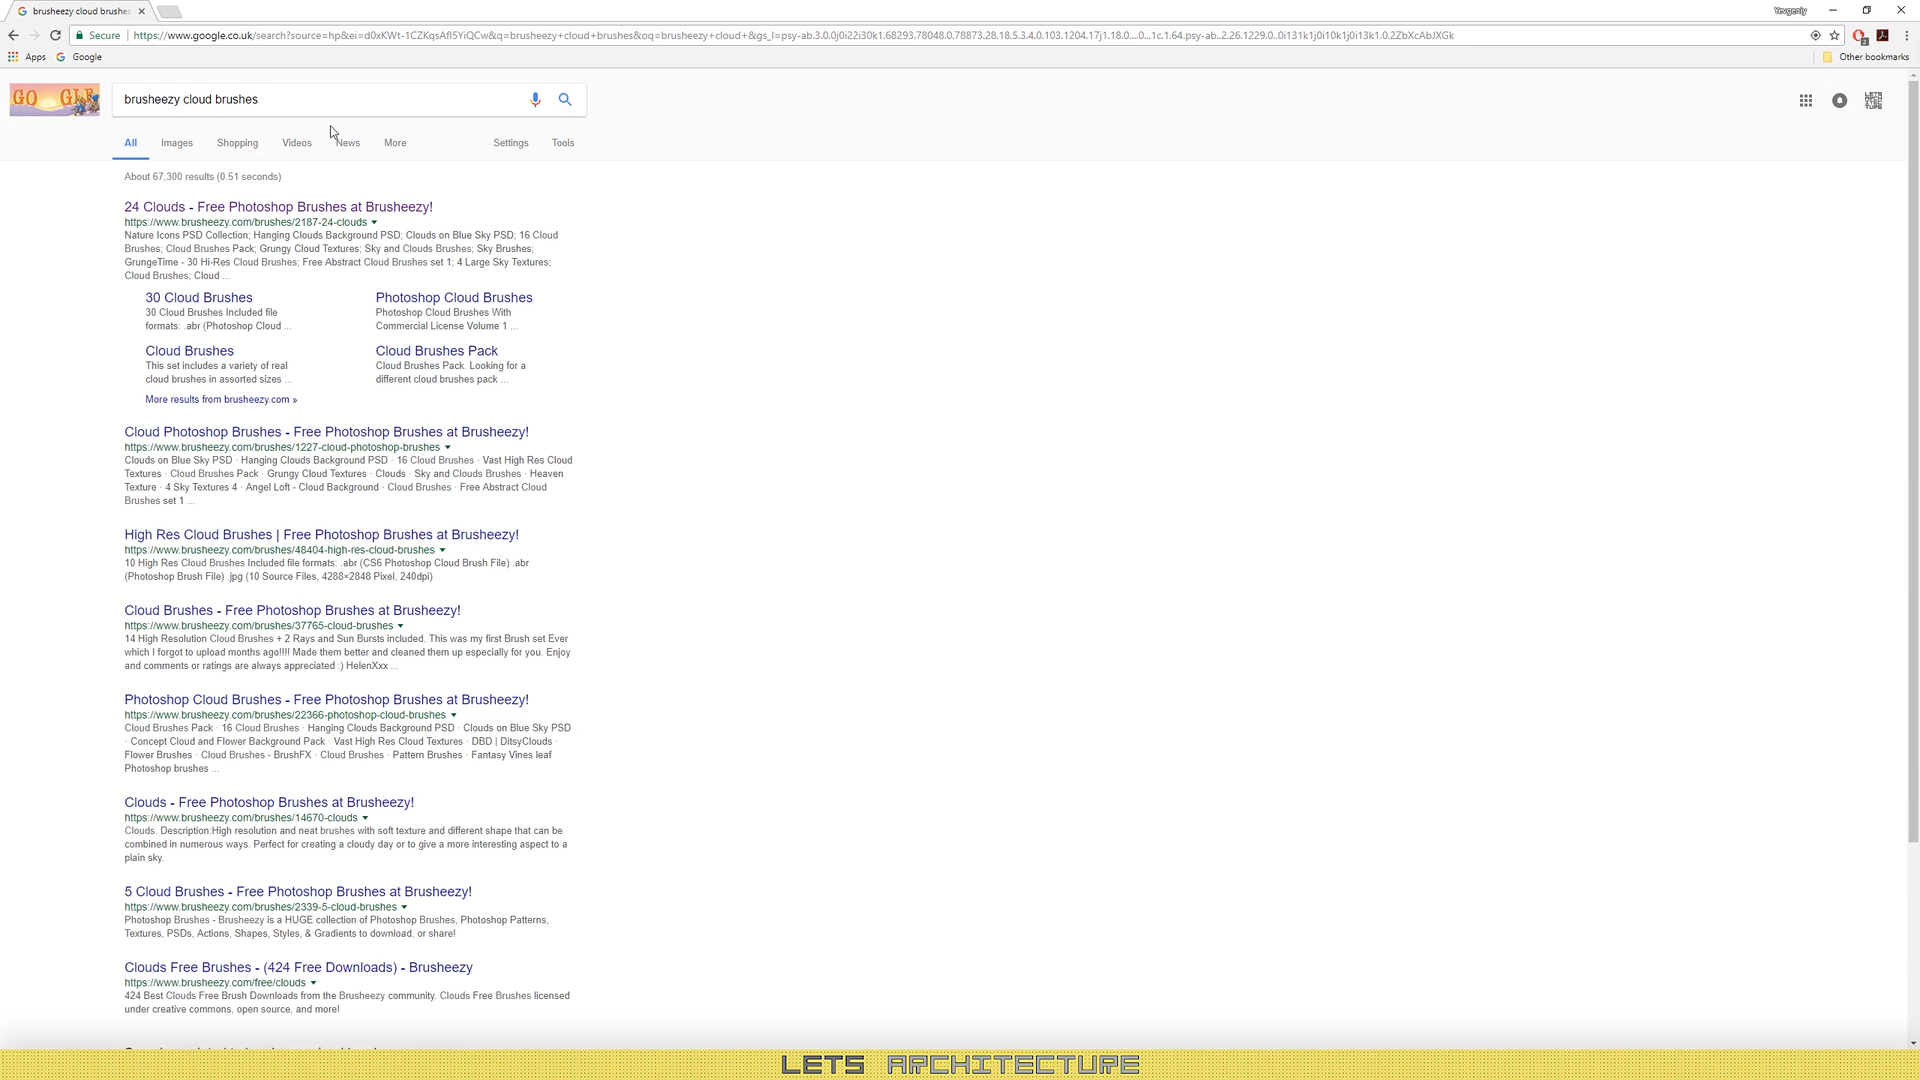 brusheezy cloud brushes
Yevgeniy
Secure
https://www.google.co.uk/search?source=hp&ei=d0xKWt-1CZKqsAfI5YiQCw&q=brusheezy+cloud+brushes&oq=brusheezy+cloud+&gs_l=psy-ab.3.0.0j0i22i30k1.68293.78048.0.78873.28.18.5.3.4.0.103.1204.17j1.18.0....0...1c.1.64.psy-ab..2.26.1229.0..0i131k1j0i10k1j0i13k1.0.2ZbXcAbJXGk
Apps Google Other bookmarks
brusheezy cloud brushes
All Images Shopping Videos News More Settings Tools
About 67,300 results (0.51 seconds)
24 Clouds - Free Photoshop Brushes at Brusheezy!
https://www.brusheezy.com/brushes/2187-24-clouds
Nature Icons PSD Collection; Hanging Clouds Background PSD; Clouds on Blue Sky PSD; 16 Cloud
Brushes; Cloud Brushes Pack; Grungy Cloud Textures; Sky and Clouds Brushes; Sky Brushes;
GrungeTime - 30 Hi-Res Cloud Brushes; Free Abstract Cloud Brushes set 1; 4 Large Sky Textures;
Cloud Brushes; Cloud ...
30 Cloud Brushes
30 Cloud Brushes Included file
formats: .abr (Photoshop Cloud ...
Photoshop Cloud Brushes
Photoshop Cloud Brushes With
Commercial License Volume 1 ...
Cloud Brushes
This set includes a variety of real
cloud brushes in assorted sizes ...
Cloud Brushes Pack
Cloud Brushes Pack. Looking for a
different cloud brushes pack ...
More results from brusheezy.com »
Cloud Photoshop Brushes - Free Photoshop Brushes at Brusheezy!
https://www.brusheezy.com/brushes/1227-cloud-photoshop-brushes
Clouds on Blue Sky PSD · Hanging Clouds Background PSD · 16 Cloud Brushes · Vast High Res Cloud
Textures · Cloud Brushes Pack · Grungy Cloud Textures · Clouds · Sky and Clouds Brushes · Heaven
Texture · 4 Sky Textures 4 · Angel Loft - Cloud Background · Cloud Brushes · Free Abstract Cloud
Brushes set 1 ...
High Res Cloud Brushes | Free Photoshop Brushes at Brusheezy!
https://www.brusheezy.com/brushes/48404-high-res-cloud-brushes
10 High Res Cloud Brushes Included file formats: .abr (CS6 Photoshop Cloud Brush File) .abr
(Photoshop Brush File) .jpg (10 Source Files, 4288×2848 Pixel, 240dpi)
Cloud Brushes - Free Photoshop Brushes at Brusheezy!
https://www.brusheezy.com/brushes/37765-cloud-brushes
14 High Resolution Cloud Brushes + 2 Rays and Sun Bursts included. This was my first Brush set Ever
which I forgot to upload months ago!!!! Made them better and cleaned them up especially for you. Enjoy
and comments or ratings are always appreciated :) HelenXxx ...
Photoshop Cloud Brushes - Free Photoshop Brushes at Brusheezy!
https://www.brusheezy.com/brushes/22366-photoshop-cloud-brushes
Cloud Brushes Pack · 16 Cloud Brushes · Hanging Clouds Background PSD · Clouds on Blue Sky PSD
· Concept Cloud and Flower Background Pack · Vast High Res Cloud Textures · DBD | DitsyClouds ·
Flower Brushes · Cloud Brushes - BrushFX · Cloud Brushes · Pattern Brushes · Fantasy Vines leaf
Photoshop brushes ...
Clouds - Free Photoshop Brushes at Brusheezy!
https://www.brusheezy.com/brushes/14670-clouds
Clouds. Description:High resolution and neat brushes with soft texture and different shape that can be
combined in numerous ways. Perfect for creating a cloudy day or to give a more interesting aspect to a
plain sky.
5 Cloud Brushes - Free Photoshop Brushes at Brusheezy!
https://www.brusheezy.com/brushes/2339-5-cloud-brushes
Photoshop Brushes - Brusheezy is a HUGE collection of Photoshop Brushes, Photoshop Patterns,
Textures, PSDs, Actions, Shapes, Styles, & Gradients to download, or share!
Clouds Free Brushes - (424 Free Downloads) - Brusheezy
https://www.brusheezy.com/free/clouds
424 Best Clouds Free Brush Downloads from the Brusheezy community. Clouds Free Brushes licensed
under creative commons, open source, and more!
LETS ARCHITECTURE